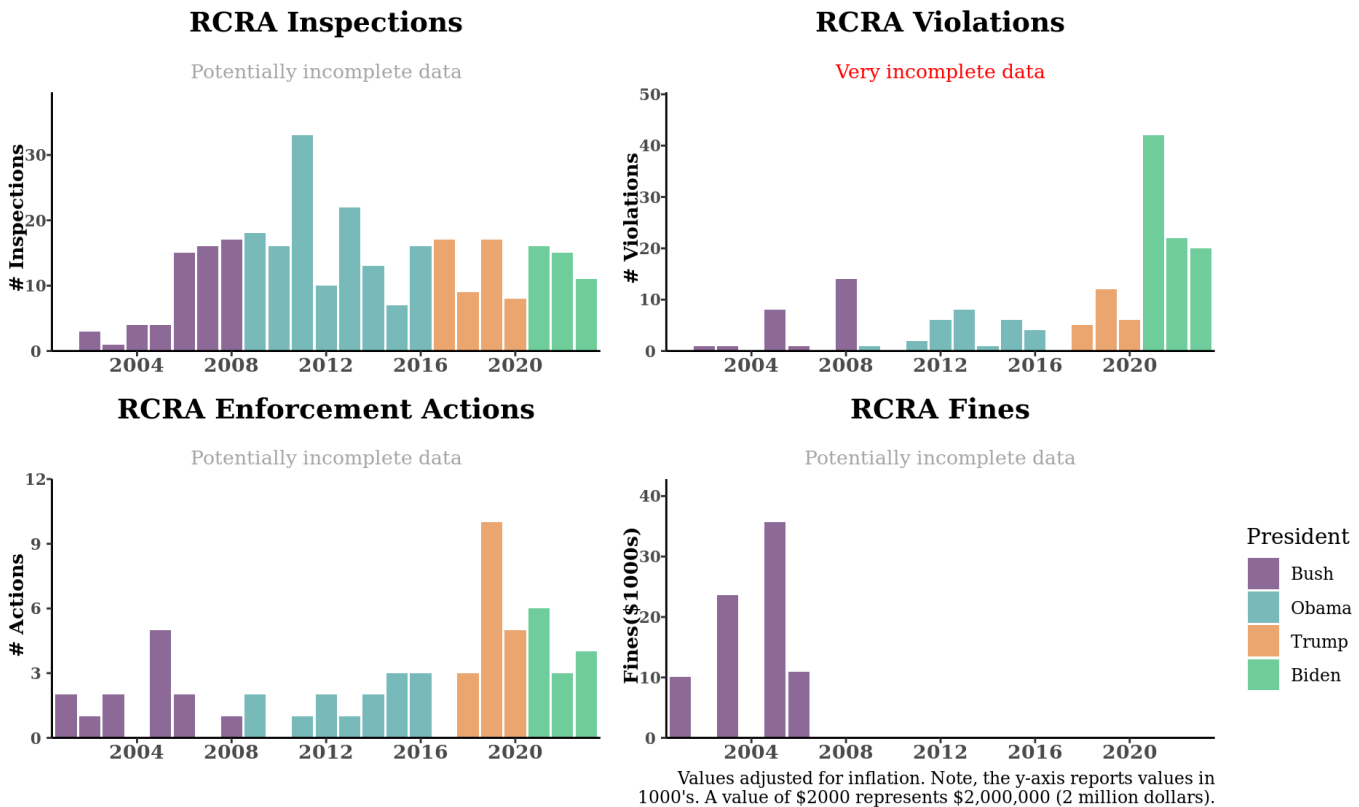 RCRA Inspections
Potentially incomplete data
# Inspections
30
20
10
0
2004 2008 2012 2016 2020
RCRA Violations
Very incomplete data
# Violations
50
40
30
20
10
0
2004 2008 2012 2016 2020
RCRA Enforcement Actions
Potentially incomplete data
# Actions
12
9
6
3
0
2004 2008 2012 2016 2020
RCRA Fines
Potentially incomplete data
Fines($1000s)
40
30
20
10
0
2004 2008 2012 2016 2020
President
Bush
Obama
Trump
Biden
Values adjusted for inflation. Note, the y-axis reports values in
1000's. A value of $2000 represents $2,000,000 (2 million dollars).